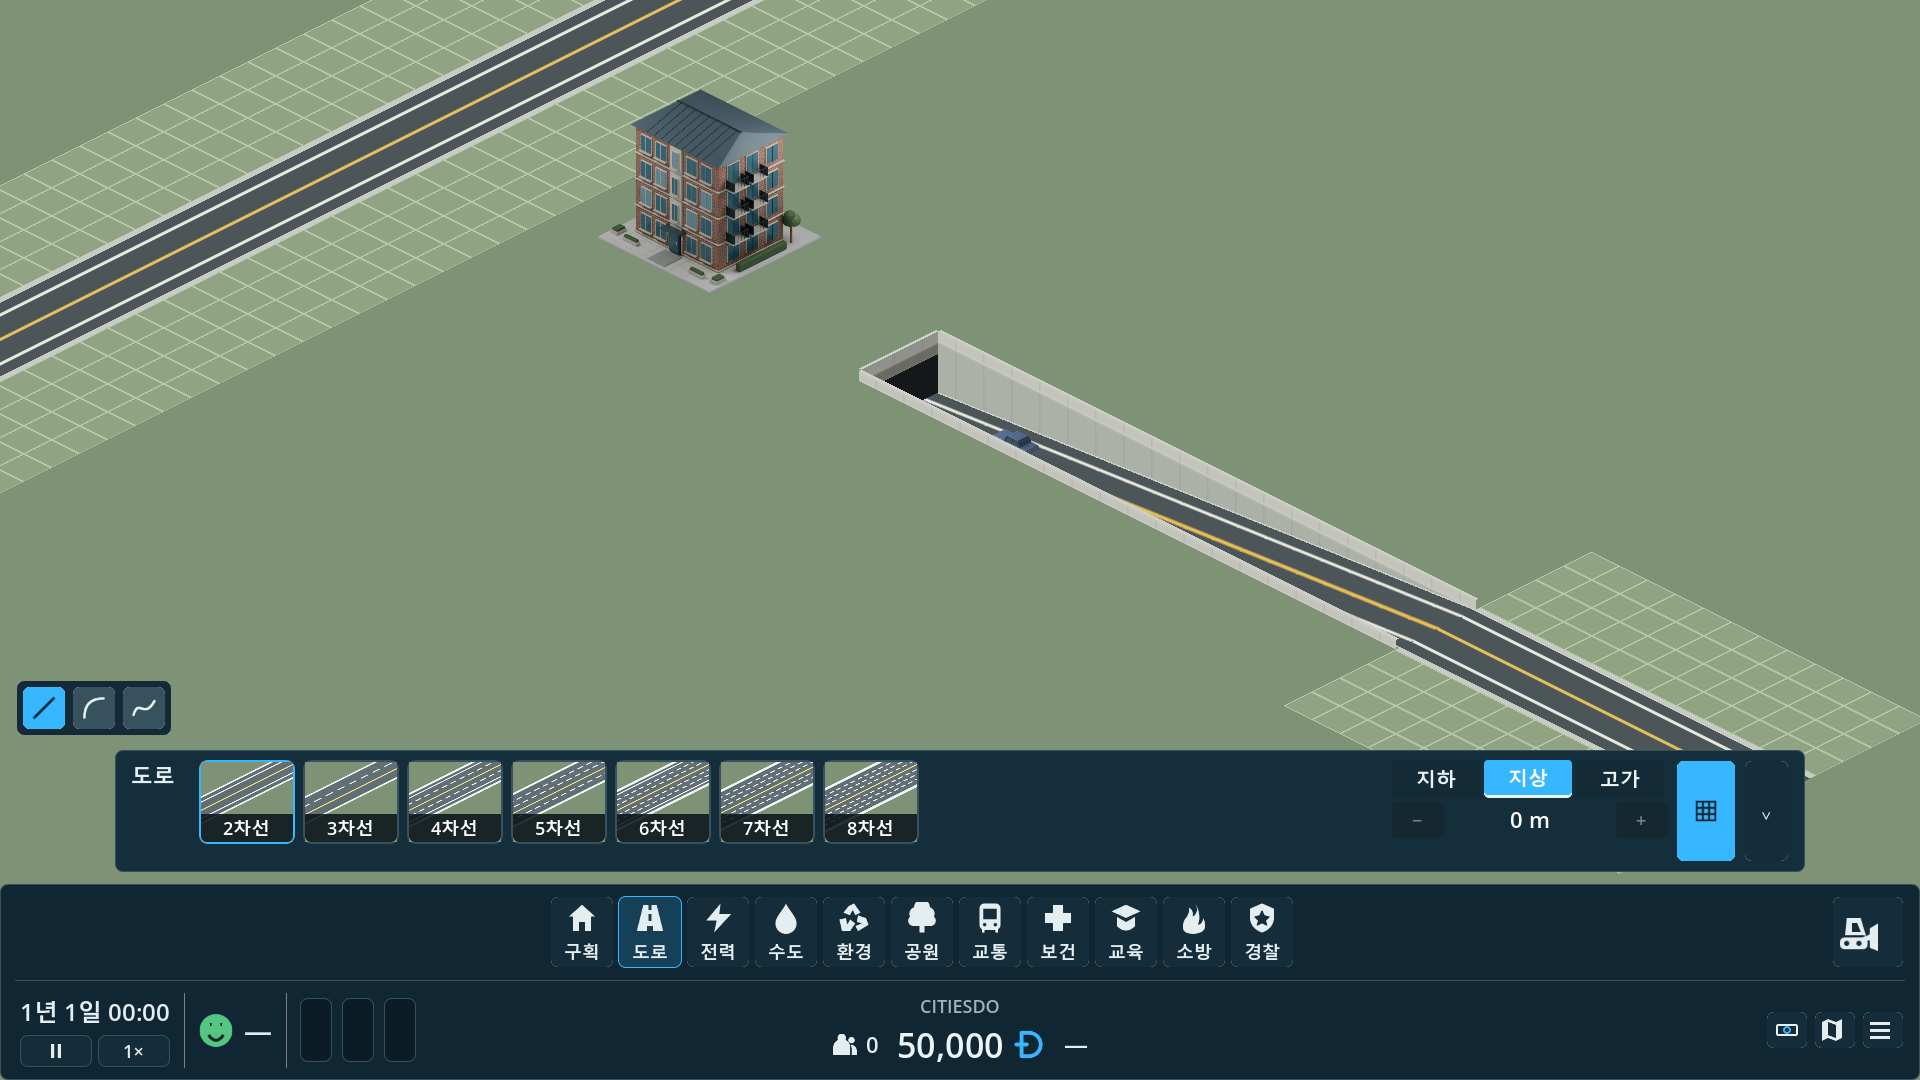 도로
2차선
3차선
4차선
5차선
6차선
7차선
8차선
지하
지상
고가
−
0 m
+
구획
도로
전력
수도
환경
공원
교통
보건
교육
소방
경찰
1년 1일 00:00
1×
—
CITIESDO
0
50,000
—